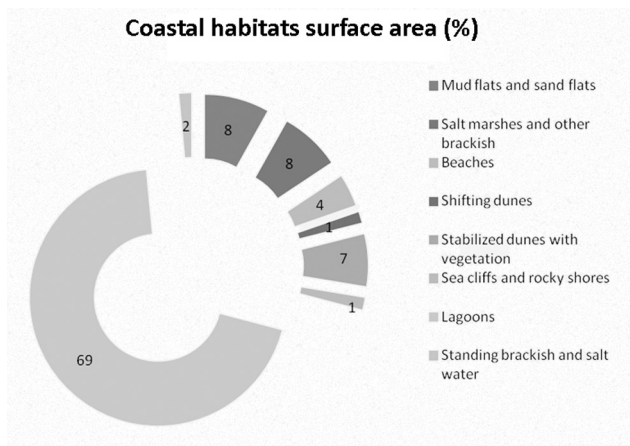 Coastal habitats surface area (%)
2
8
8
4
1
7
1
69
Mud flats and sand flats
Salt marshes and other
brackish
Beaches
Shifting dunes
Stabilized dunes with
vegetation
Sea cliffs and rocky shores
Lagoons
Standing brackish and salt
water